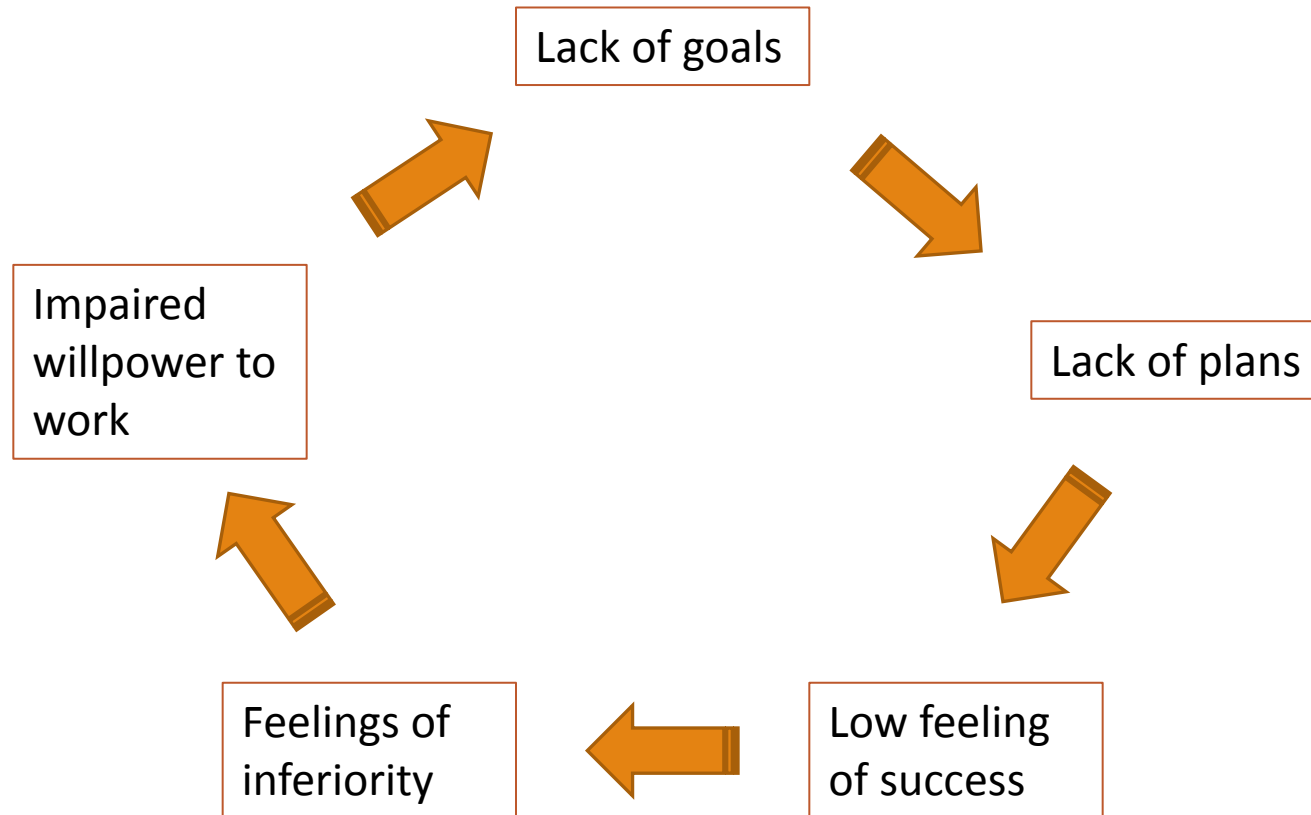 Lack of goals
Lack of plans
Low feeling
of success
Feelings of
inferiority
Impaired
willpower to
work